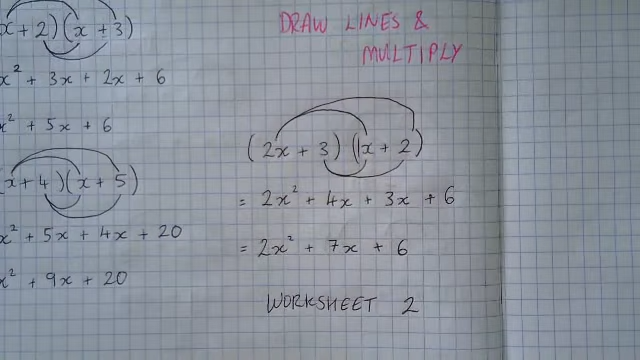 x + 2)(x + 3)
x² + 3x + 2x + 6
x² + 5x + 6
(x + 4)(x + 5)
x² + 5x + 4x + 20
x² + 9x + 20
DRAW LINES &
MULTIPLY
(2x + 3)(1x + 2)
= 2x² + 4x + 3x + 6
= 2x² + 7x + 6
WORKSHEET 2